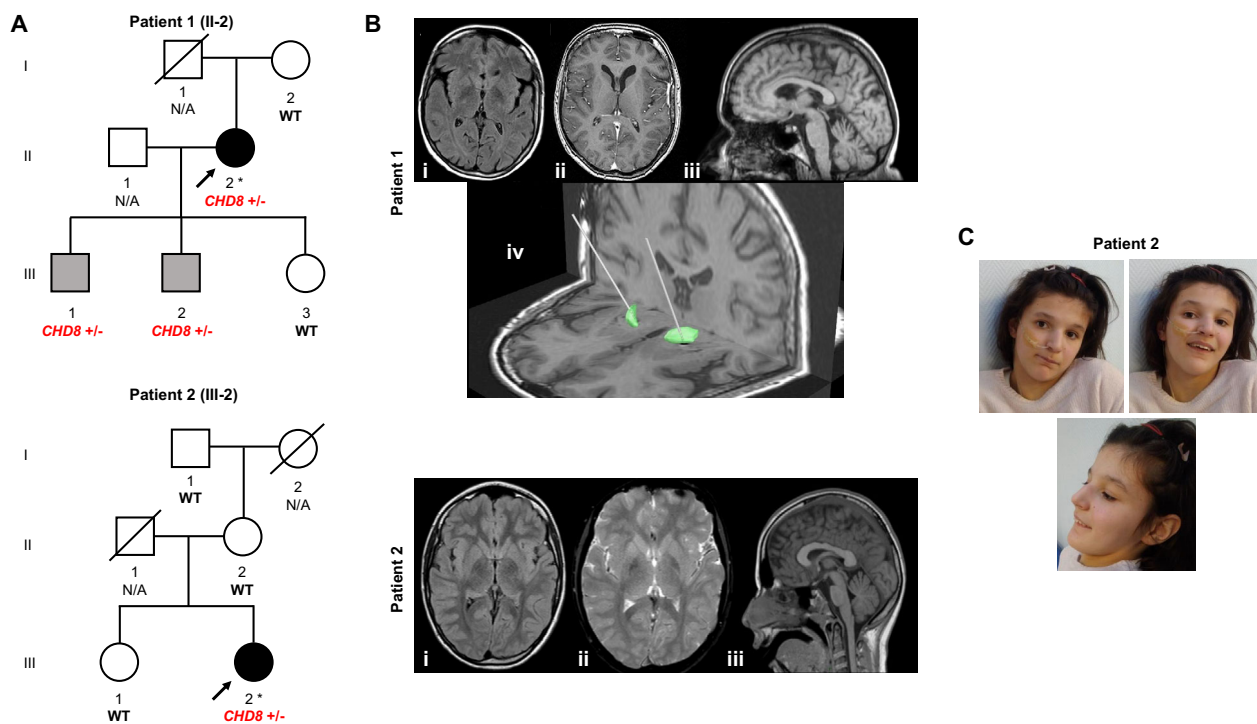 A
Patient 1 (II-2)
I
1
N/A
2
WT
II
1
N/A
2 *
CHD8 +/-
III
1
CHD8 +/-
2
CHD8 +/-
3
WT
Patient 2 (III-2)
I
1
WT
2
N/A
II
1
N/A
2
WT
III
1
WT
2 *
CHD8 +/-
B
Patient 1
i
ii
iii
iv
Patient 2
i
ii
iii
C
Patient 2